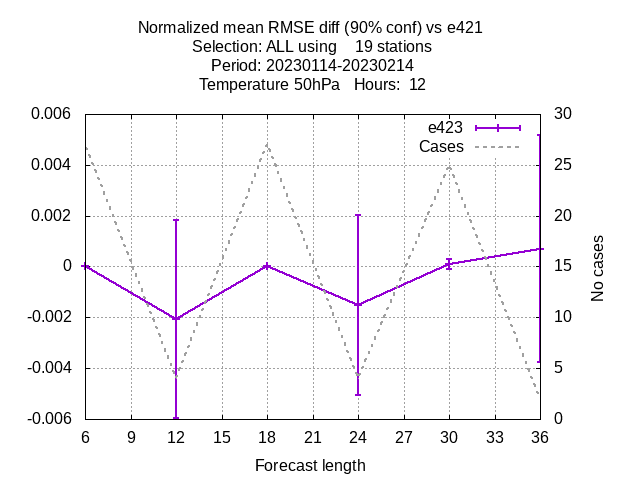 Normalized mean RMSE diff (90% conf) vs e421
Selection: ALL using    19 stations
Period: 20230114-20230214
Temperature 50hPa   Hours:  12
0.006
0.004
0.002
0
-0.002
-0.004
-0.006
30
25
20
15
10
5
0
e423
Cases
No cases
6 9 12 15 18 21 24 27 30 33 36
Forecast length